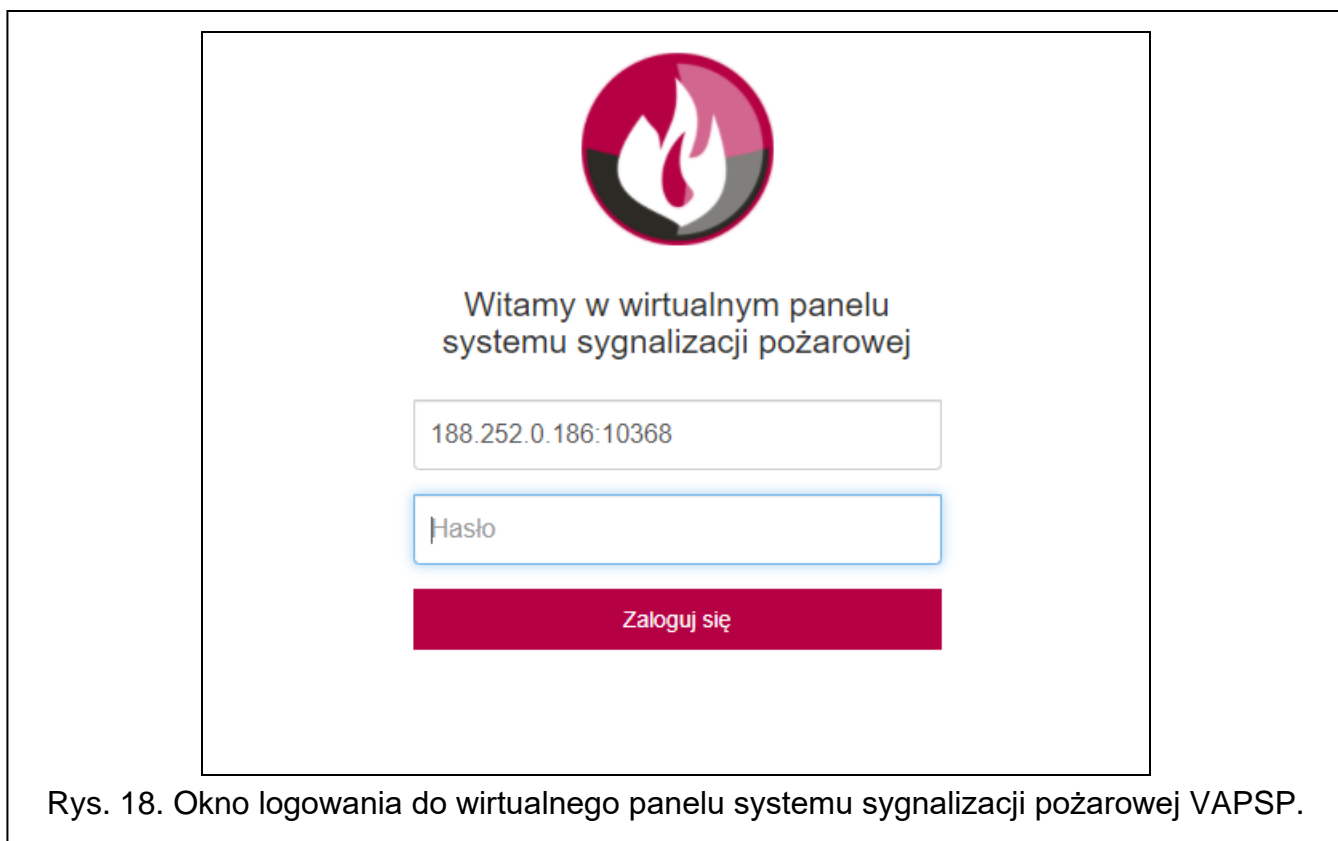 Witamy w wirtualnym panelu
systemu sygnalizacji pożarowej
188.252.0.186:10368
Hasło
Zaloguj się
Rys. 18. Okno logowania do wirtualnego panelu systemu sygnalizacji pożarowej VAPSP.